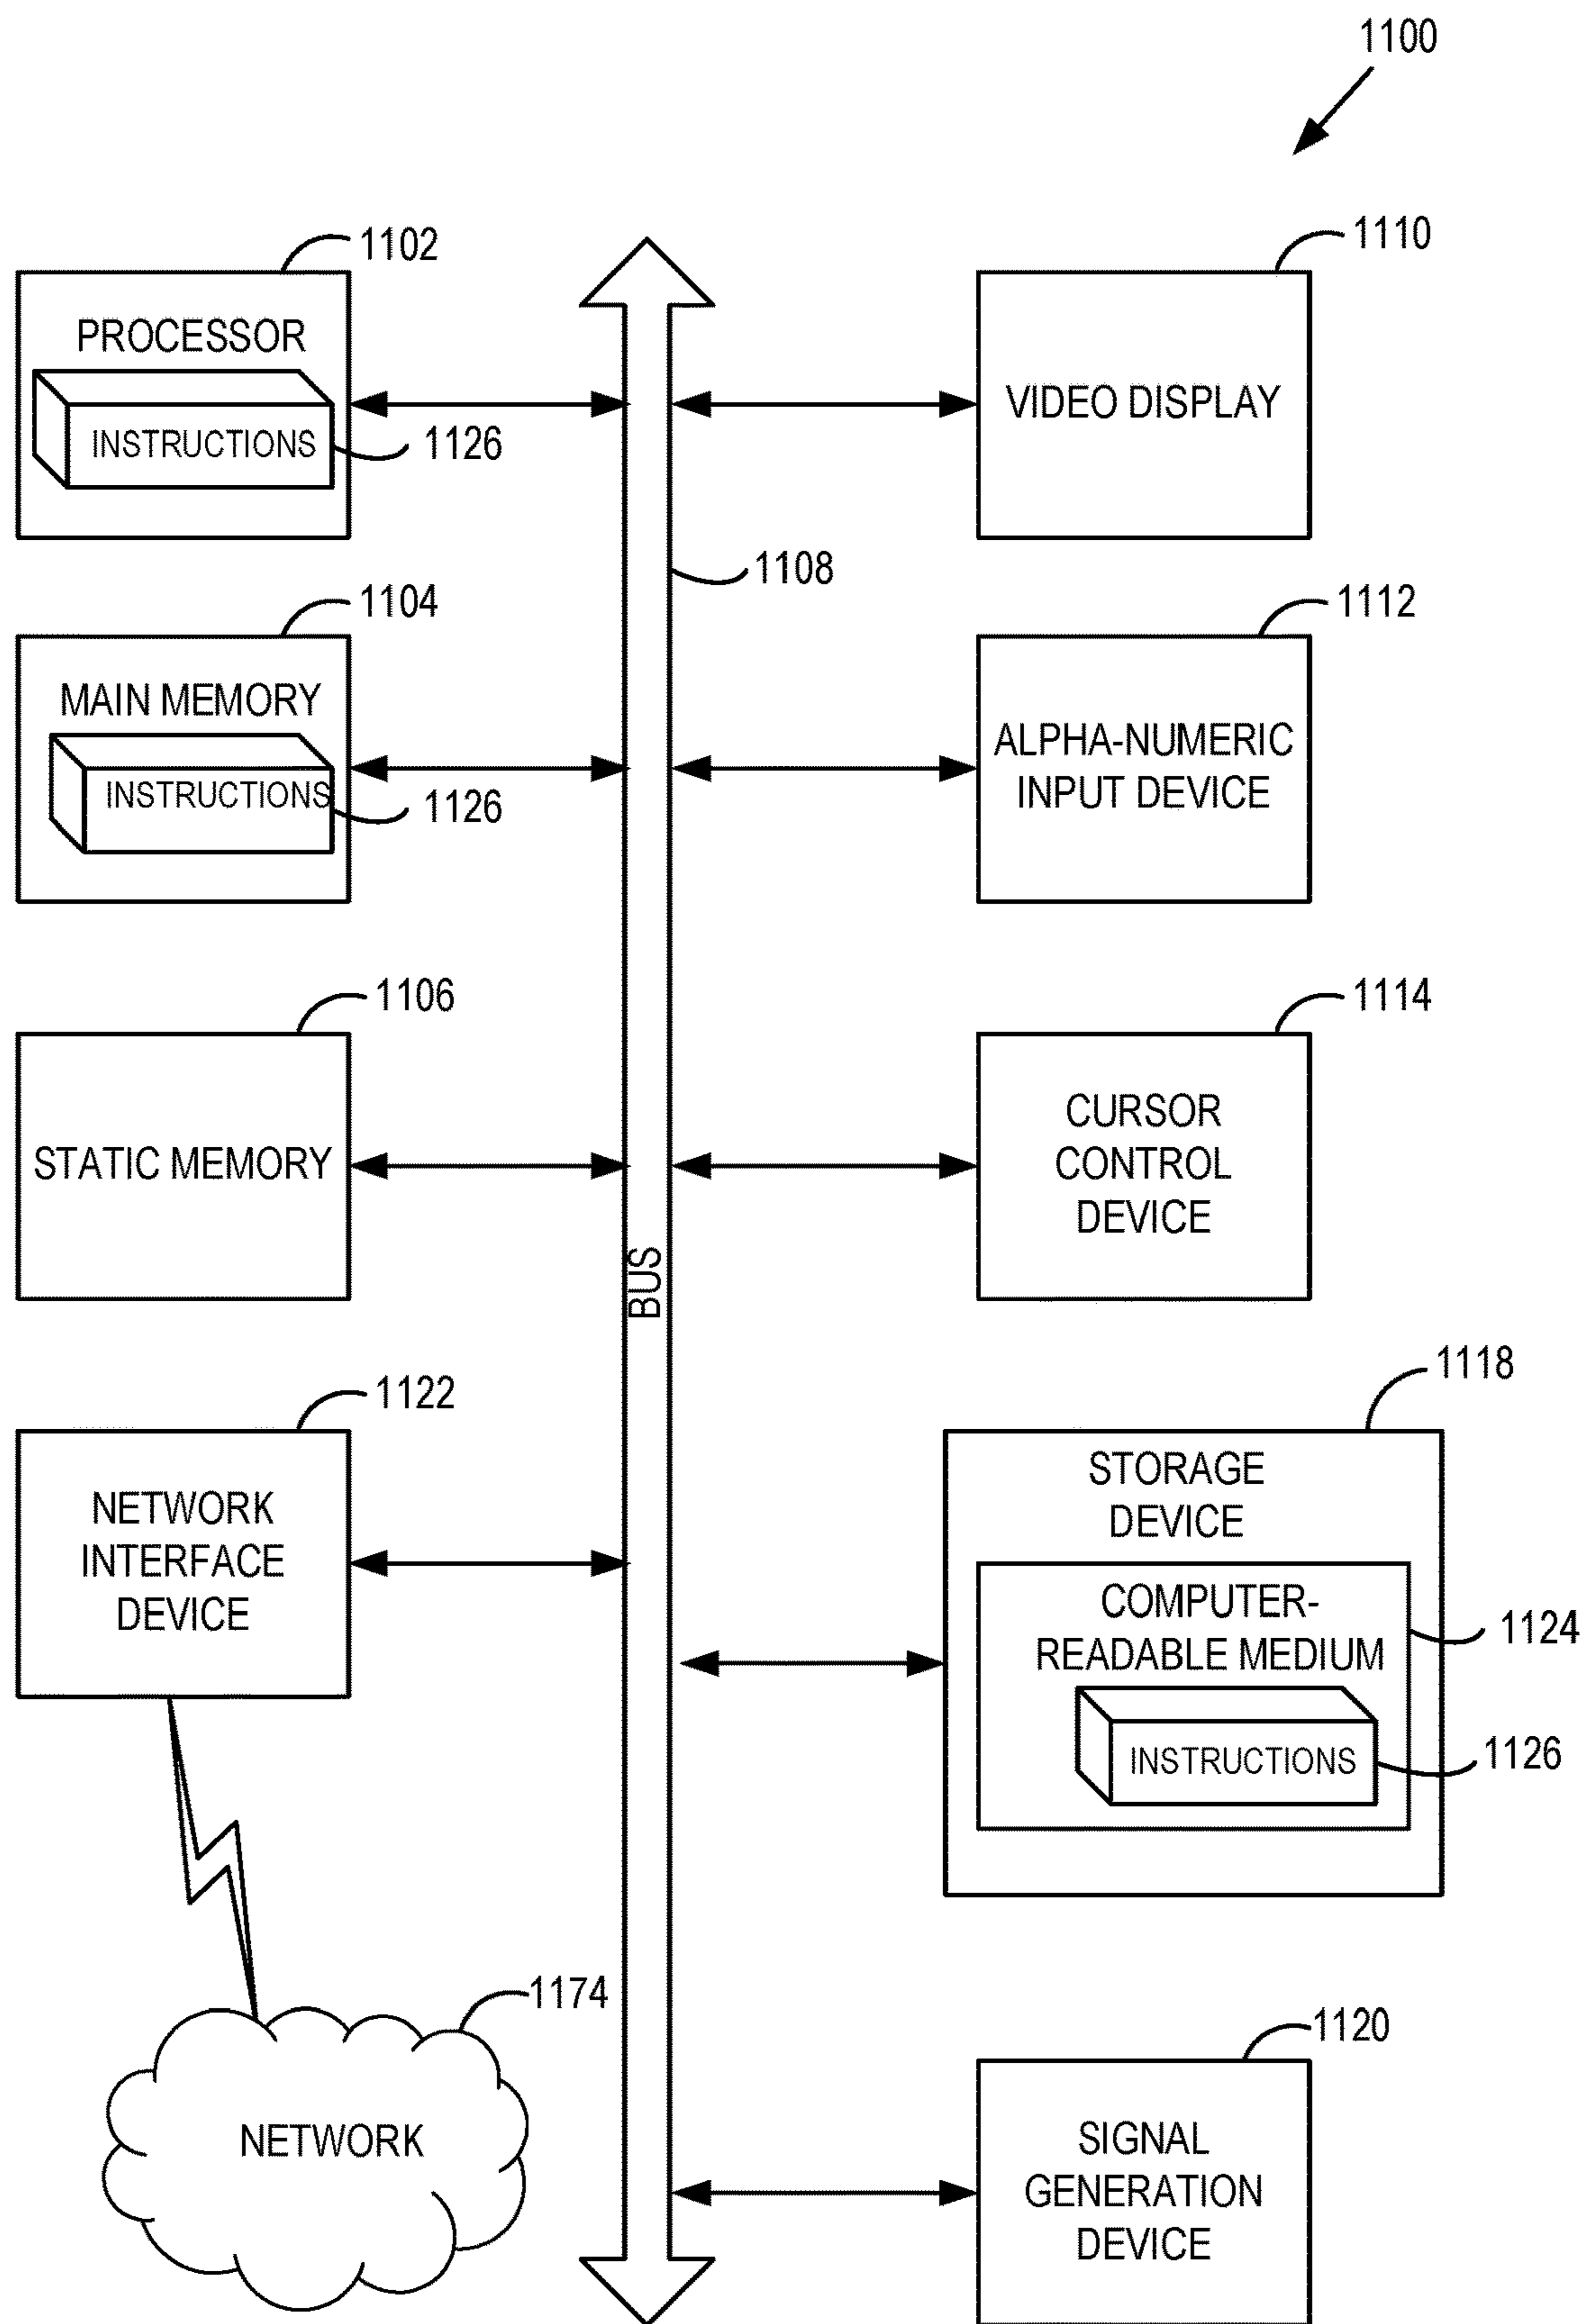 1100
1102
PROCESSOR
INSTRUCTIONS
1126
1104
MAIN MEMORY
INSTRUCTIONS
1126
1106
STATIC MEMORY
1122
NETWORK
INTERFACE
DEVICE
1174
NETWORK
1108
BUS
1110
VIDEO DISPLAY
1112
ALPHA-NUMERIC
INPUT DEVICE
1114
CURSOR
CONTROL
DEVICE
1118
STORAGE
DEVICE
COMPUTER-
READABLE MEDIUM
1124
INSTRUCTIONS
1126
1120
SIGNAL
GENERATION
DEVICE